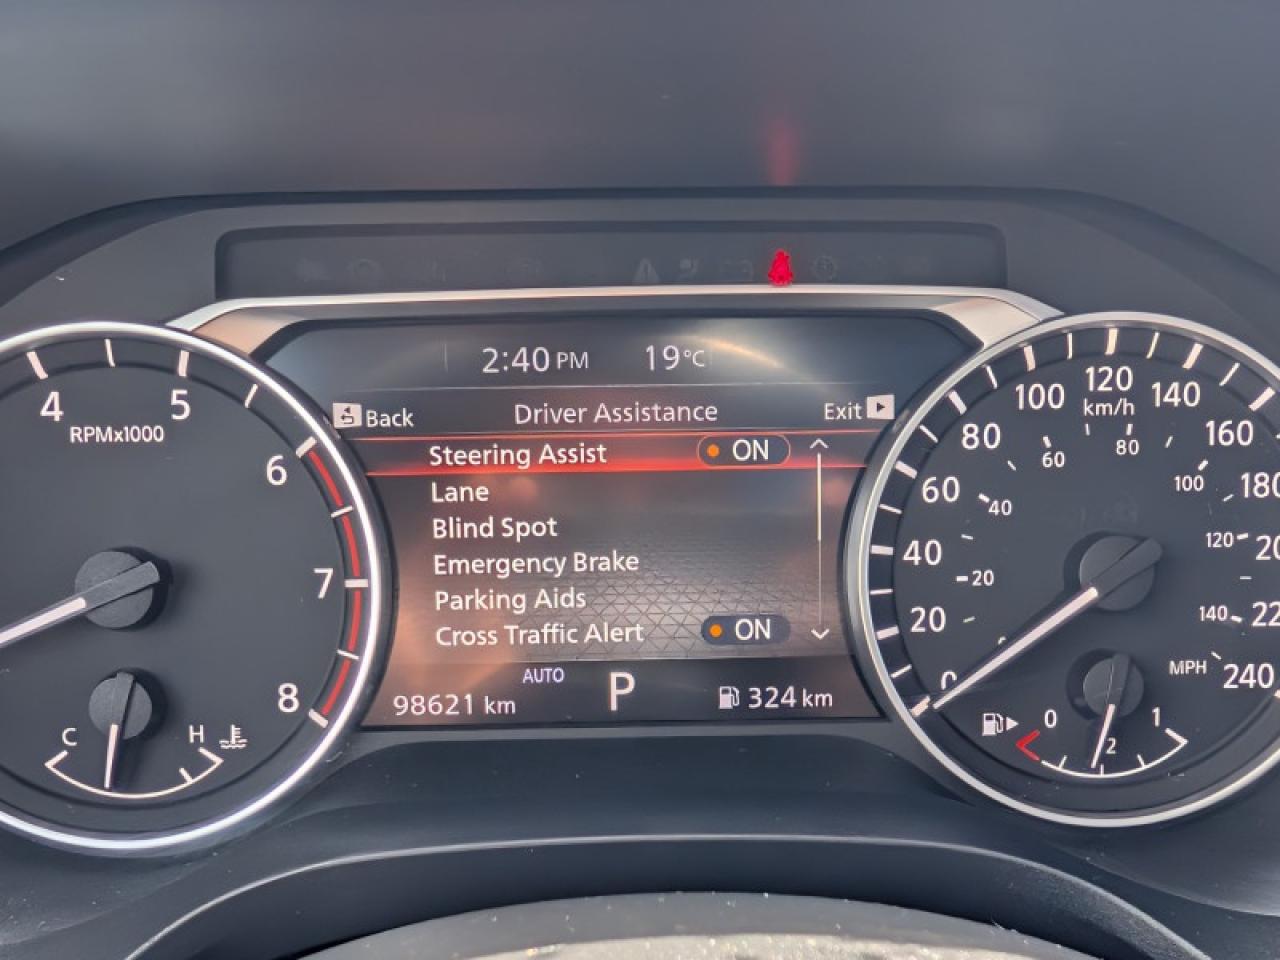 2:40 PM 19°C
Back Driver Assistance Exit
Steering Assist ON
Lane
Blind Spot
Emergency Brake
Parking Aids
Cross Traffic Alert ON
AUTO
98621 km P 324 km
4 5 6 7 8
RPMx1000
C H
0 20 40 60 80 100 120 140 160 180
km/h
20 40 60 80 100 120 140
MPH 240
0 1 2